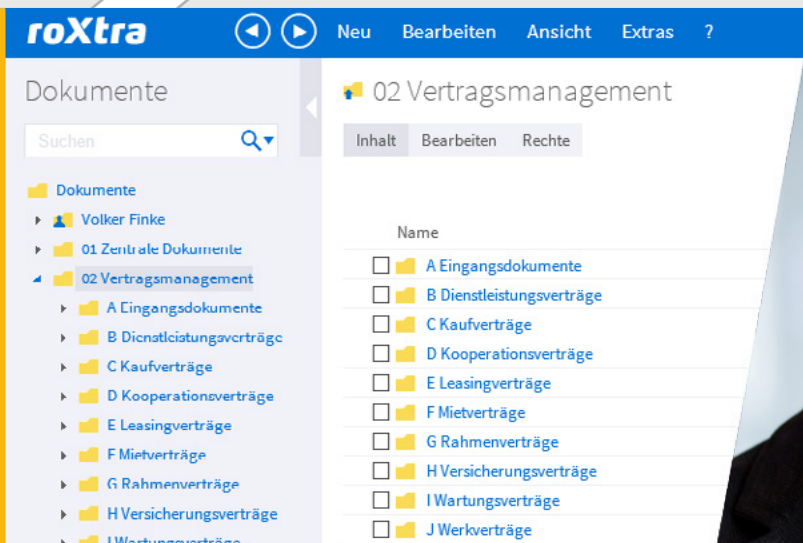 roXtra Neu Bearbeiten Ansicht Extras ?
Dokumente
Suchen
Dokumente
Volker Finke
01 Zentrale Dokumente
02 Vertragsmanagement
A Eingangsdokumente
B Dienstleistungsverträge
C Kaufverträge
D Kooperationsverträge
E Leasingverträge
F Mietverträge
G Rahmenverträge
H Versicherungsverträge
I Wartungsverträge
02 Vertragsmanagement
Inhalt Bearbeiten Rechte
Name
A Eingangsdokumente
B Dienstleistungsverträge
C Kaufverträge
D Kooperationsverträge
E Leasingverträge
F Mietverträge
G Rahmenverträge
H Versicherungsverträge
I Wartungsverträge
J Werkverträge